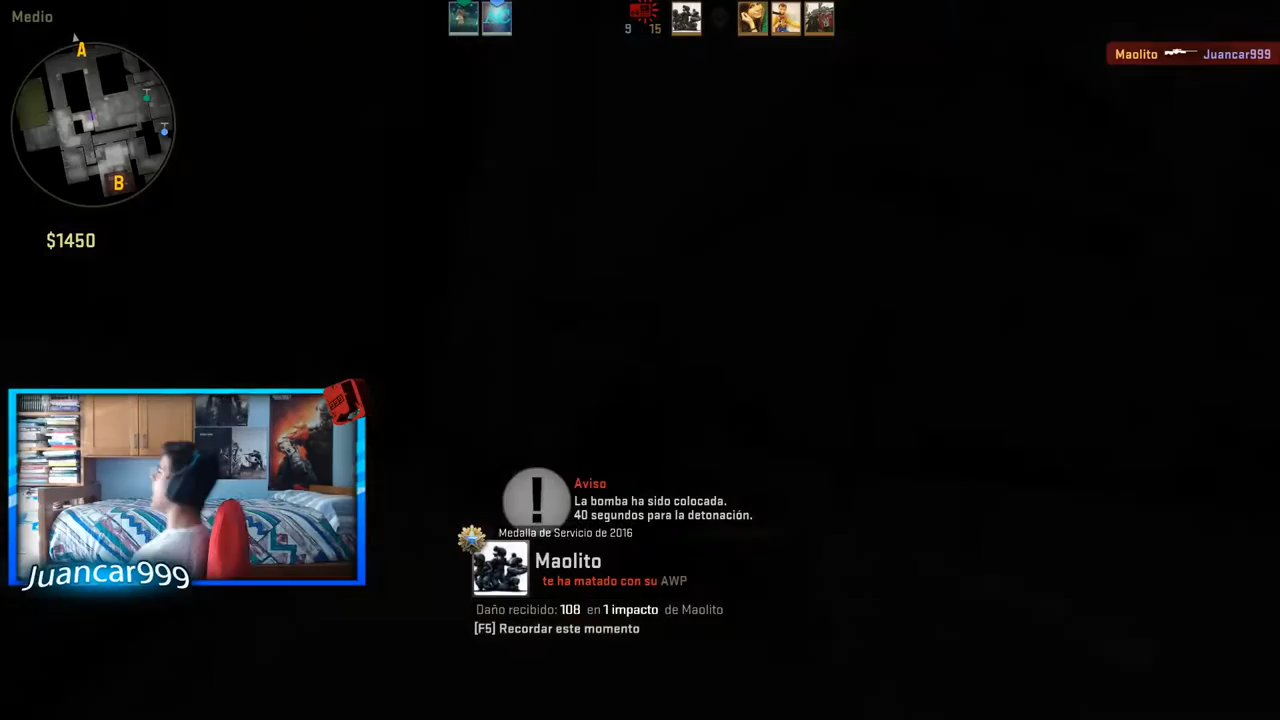 Medio
A
B
$1450
9 15
Maolito Juancar999
Juancar999
Aviso
La bomba ha sido colocada.
40 segundos para la detonación.
Medalla de Servicio de 2016
Maolito
te ha matado con su AWP
Daño recibido: 108 en 1 impacto de Maolito
[F5] Recordar este momento